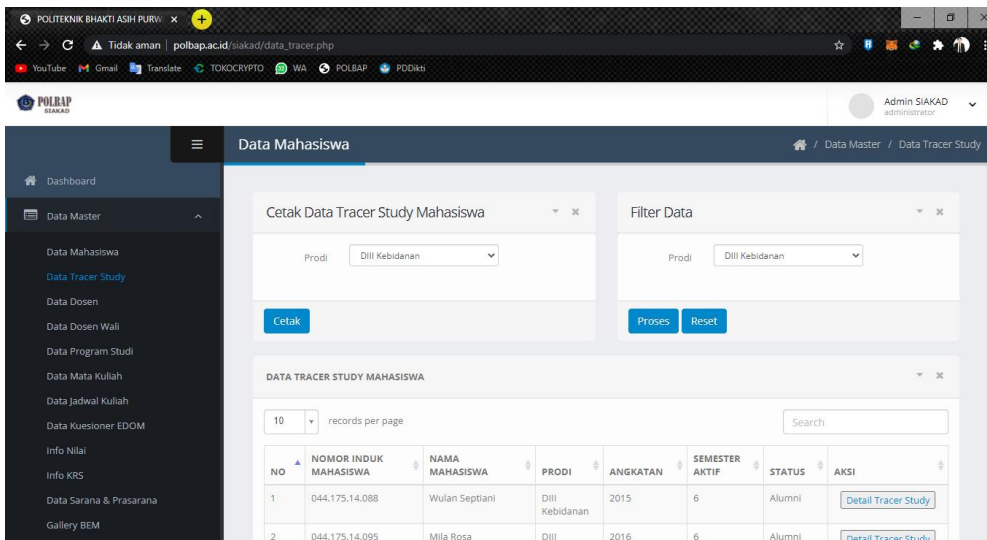 POLITEKNIK BHAKTI ASIH PURW
Tidak aman | polbap.ac.id/siakad/data_tracer.php
YouTube Gmail Translate TOKOCRYPTO WA POLBAP PDDikti
POLBAP
SIAKAD
Admin SIAKAD
administrator
Data Mahasiswa
/ Data Master / Data Tracer Study
Dashboard
Data Master
Data Mahasiswa
Data Tracer Study
Data Dosen
Data Dosen Wali
Data Program Studi
Data Mata Kuliah
Data Jadwal Kuliah
Data Kuesioner EDOM
Info Nilai
Info KRS
Data Sarana & Prasarana
Gallery BEM
Cetak Data Tracer Study Mahasiswa
Prodi DIII Kebidanan
Cetak
Filter Data
Prodi DIII Kebidanan
Proses Reset
DATA TRACER STUDY MAHASISWA
10 records per page
Search
NO NOMOR INDUK MAHASISWA NAMA MAHASISWA PRODI ANGKATAN SEMESTER AKTIF STATUS AKSI
1 044.175.14.088 Wulan Septiani DIII Kebidanan 2015 6 Alumni Detail Tracer Study
2 044.175.14.095 Mila Rosa DIII 2016 6 Alumni Detail Tracer Study